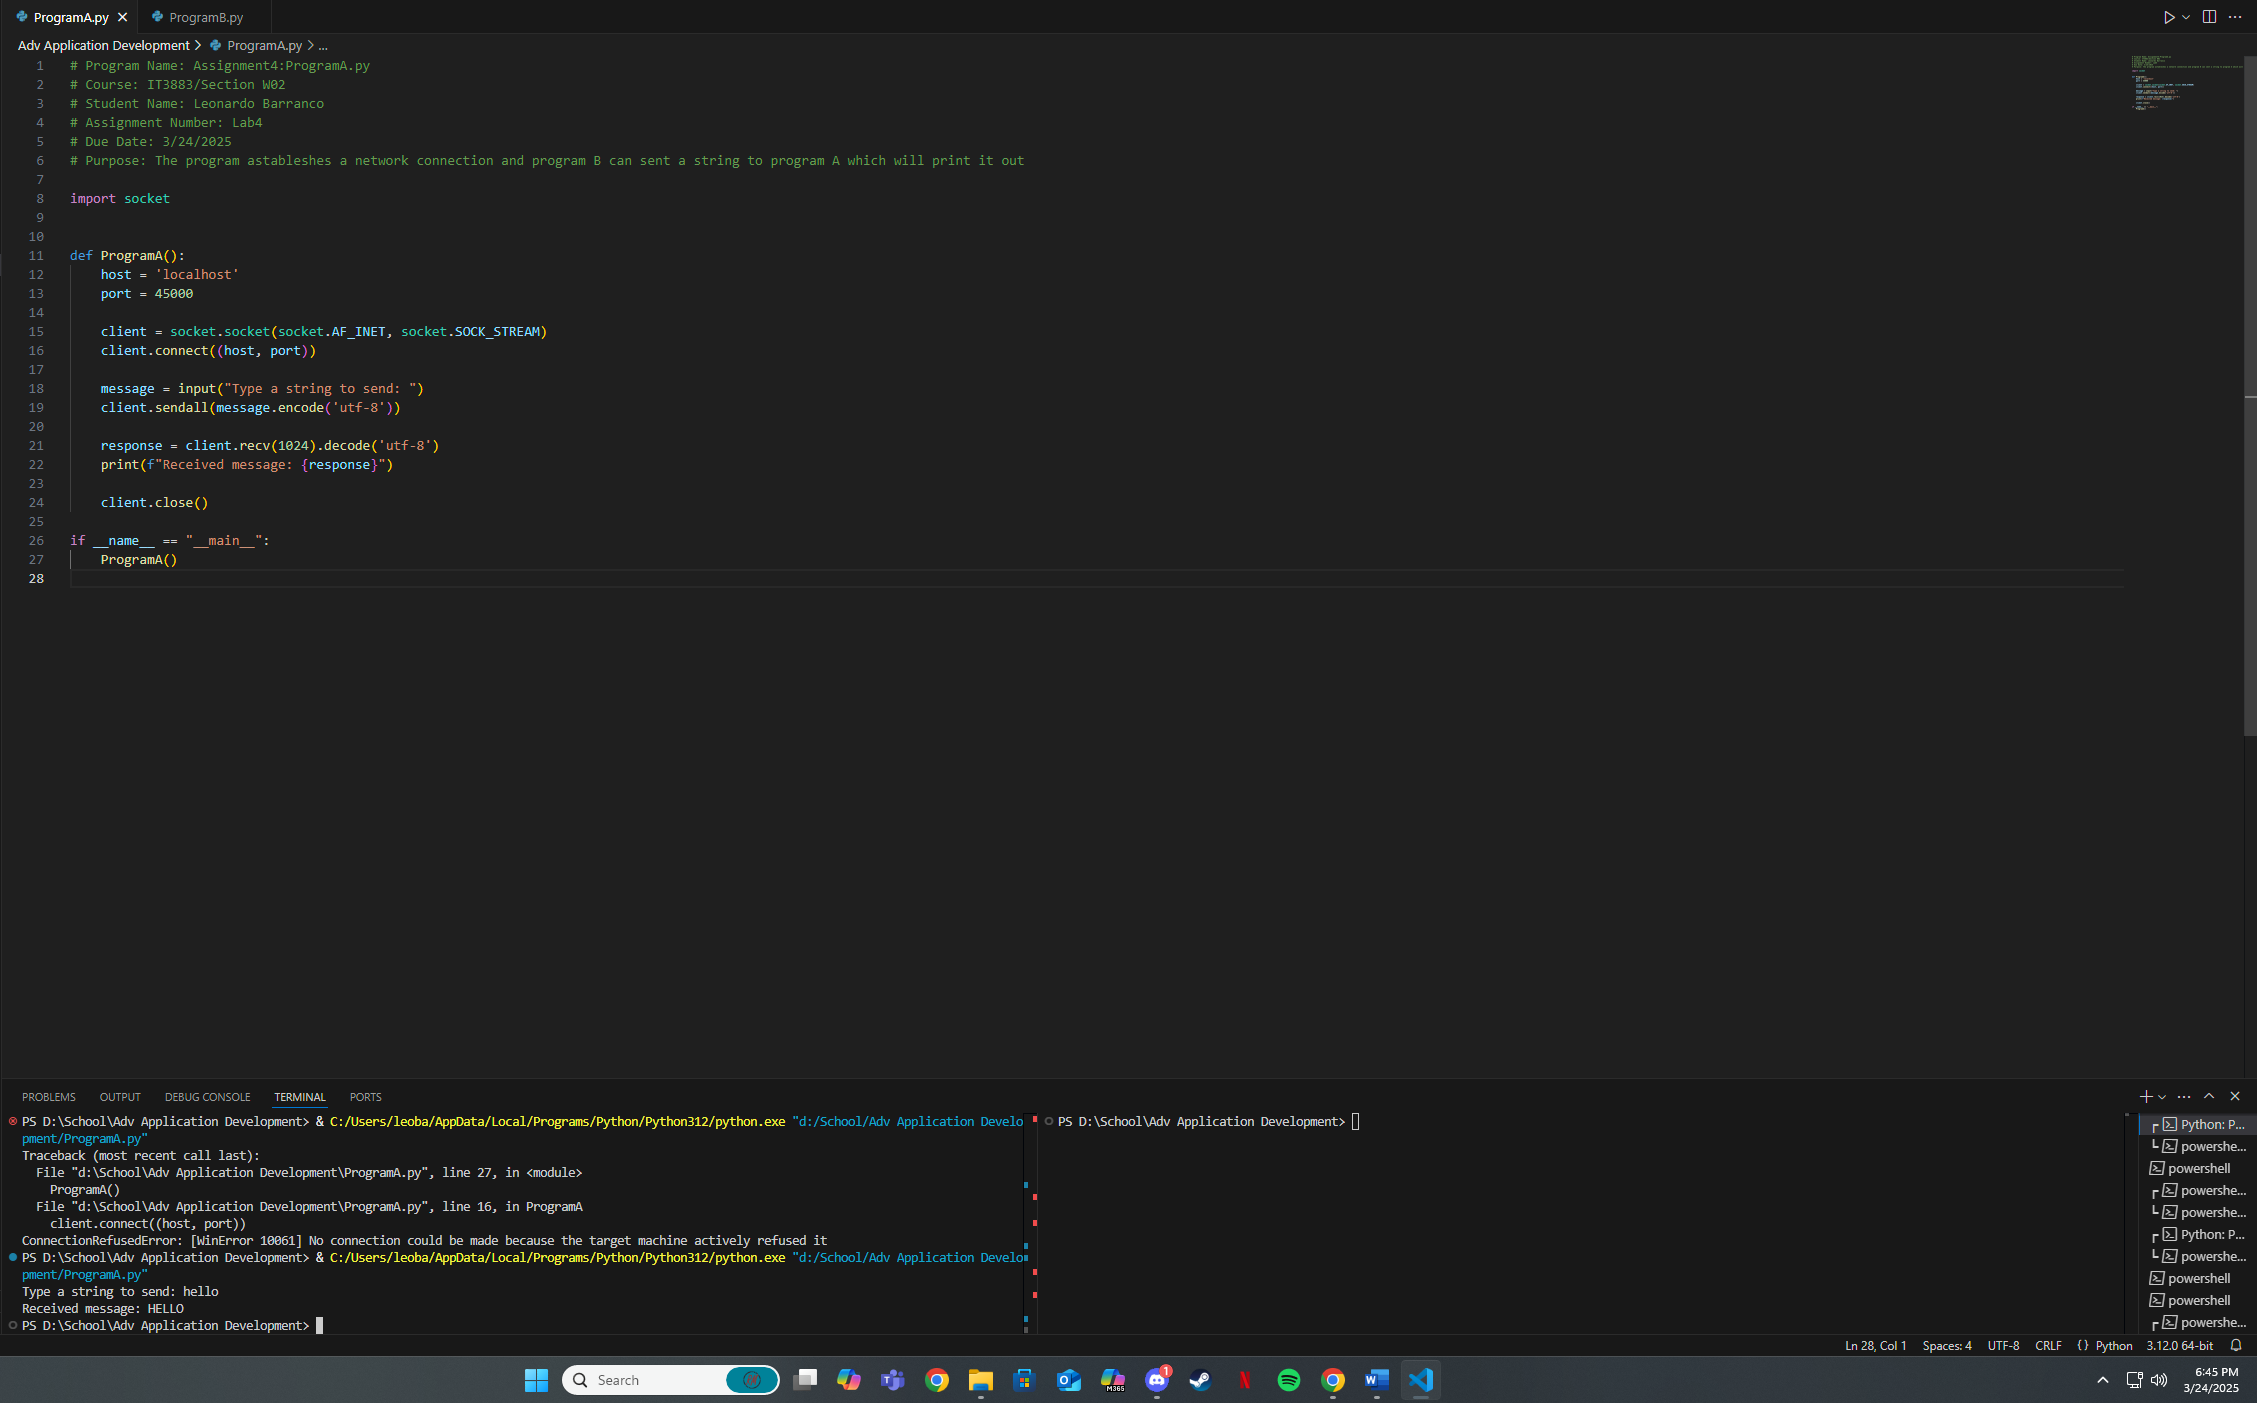 ProgramA.py
ProgramB.py
Adv Application Development > ProgramA.py > ...
1 # Program Name: Assignment4:ProgramA.py
2 # Course: IT3883/Section W02
3 # Student Name: Leonardo Barranco
4 # Assignment Number: Lab4
5 # Due Date: 3/24/2025
6 # Purpose: The program astableshes a network connection and program B can sent a string to program A which will print it out
7
8 import socket
9
10
11 def ProgramA():
12     host = 'localhost'
13     port = 45000
14
15     client = socket.socket(socket.AF_INET, socket.SOCK_STREAM)
16     client.connect((host, port))
17
18     message = input("Type a string to send: ")
19     client.sendall(message.encode('utf-8'))
20
21     response = client.recv(1024).decode('utf-8')
22     print(f"Received message: {response}")
23
24     client.close()
25
26 if __name__ == "__main__":
27     ProgramA()
28
PROBLEMS OUTPUT DEBUG CONSOLE TERMINAL PORTS
PS D:\School\Adv Application Development> & C:/Users/leoba/AppData/Local/Programs/Python/Python312/python.exe "d:/School/Adv Application Develo
pment/ProgramA.py"
Traceback (most recent call last):
  File "d:\School\Adv Application Development\ProgramA.py", line 27, in <module>
    ProgramA()
  File "d:\School\Adv Application Development\ProgramA.py", line 16, in ProgramA
    client.connect((host, port))
ConnectionRefusedError: [WinError 10061] No connection could be made because the target machine actively refused it
PS D:\School\Adv Application Development> & C:/Users/leoba/AppData/Local/Programs/Python/Python312/python.exe "d:/School/Adv Application Develo
pment/ProgramA.py"
Type a string to send: hello
Received message: HELLO
PS D:\School\Adv Application Development>
PS D:\School\Adv Application Development>
Python: P...
powershe...
powershell
powershe...
powershe...
Python: P...
powershe...
powershell
powershell
powershe...
Ln 28, Col 1 Spaces: 4 UTF-8 CRLF {} Python 3.12.0 64-bit
Search
M365
1
6:45 PM
3/24/2025